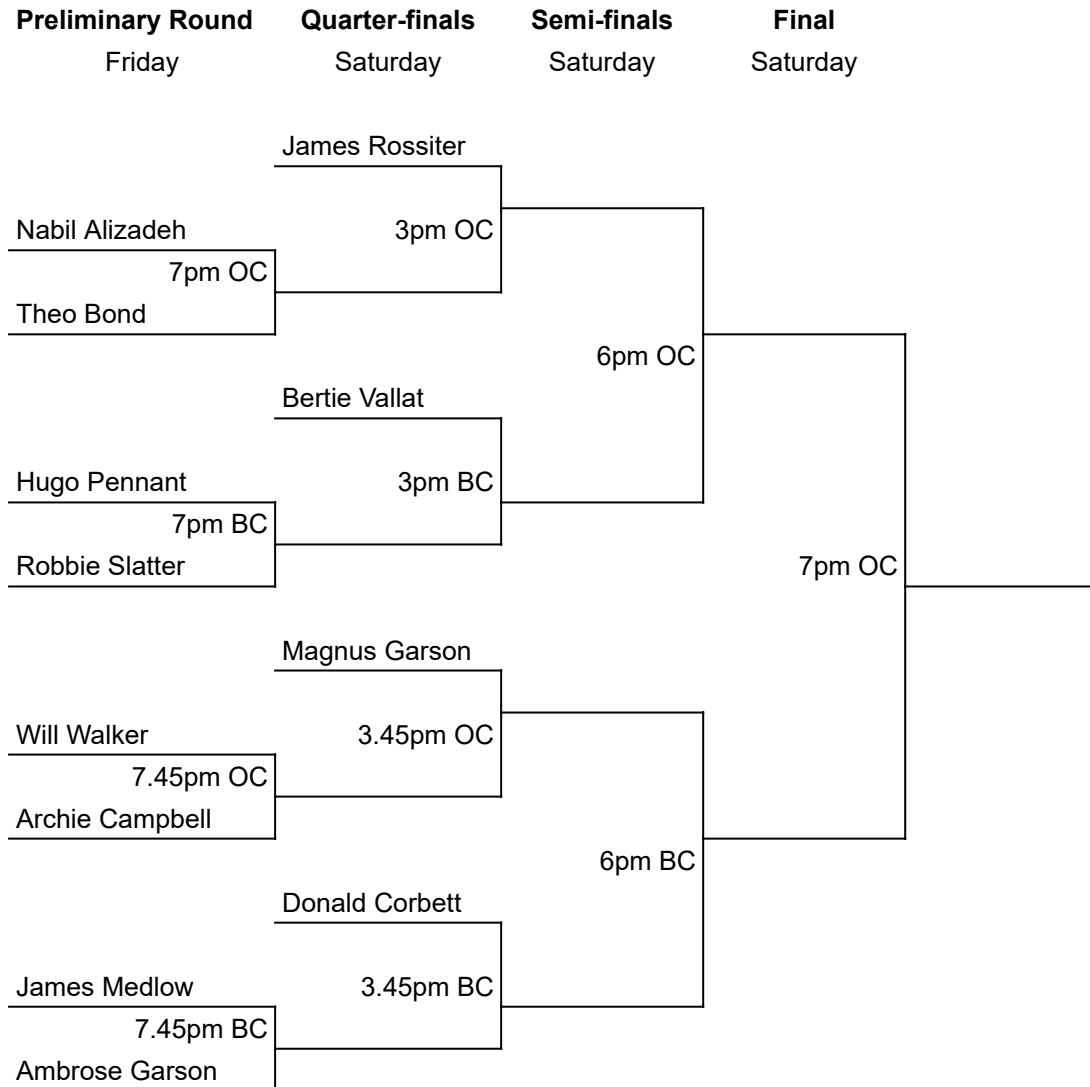 Preliminary Round Quarter-finals Semi-finals Final
Friday Saturday Saturday Saturday
James Rossiter
Nabil Alizadeh 3pm OC
7pm OC
Theo Bond
6pm OC
Bertie Vallat
Hugo Pennant 3pm BC
7pm BC
Robbie Slatter 7pm OC
Magnus Garson
Will Walker 3.45pm OC
7.45pm OC
Archie Campbell
6pm BC
Donald Corbett
James Medlow 3.45pm BC
7.45pm BC
Ambrose Garson